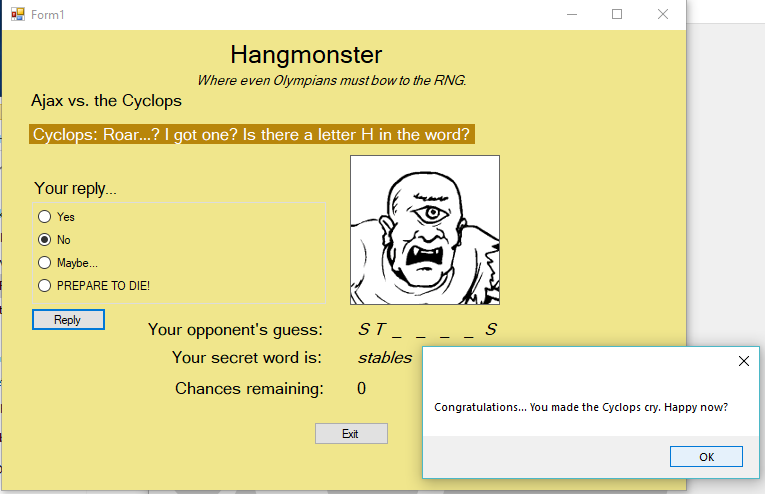 Form1
Hangmonster
Where even Olympians must bow to the RNG.
Ajax vs. the Cyclops
Cyclops: Roar...? I got one? Is there a letter H in the word?
Your reply...
Yes
No
Maybe...
PREPARE TO DIE!
Reply
Your opponent's guess: S T _ _ _ _ S
Your secret word is: stables
Chances remaining: 0
Congratulations... You made the Cyclops cry. Happy now?
Exit
OK